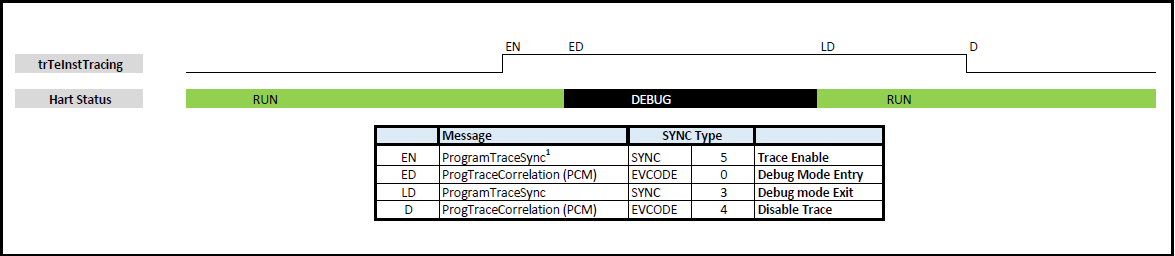 EN ED LD D
trTeInstTracing
Hart Status RUN DEBUG RUN
Message SYNC Type
EN ProgramTraceSync¹ SYNC 5 Trace Enable
ED ProgTraceCorrelation (PCM) EVCODE 0 Debug Mode Entry
LD ProgramTraceSync SYNC 3 Debug mode Exit
D ProgTraceCorrelation (PCM) EVCODE 4 Disable Trace